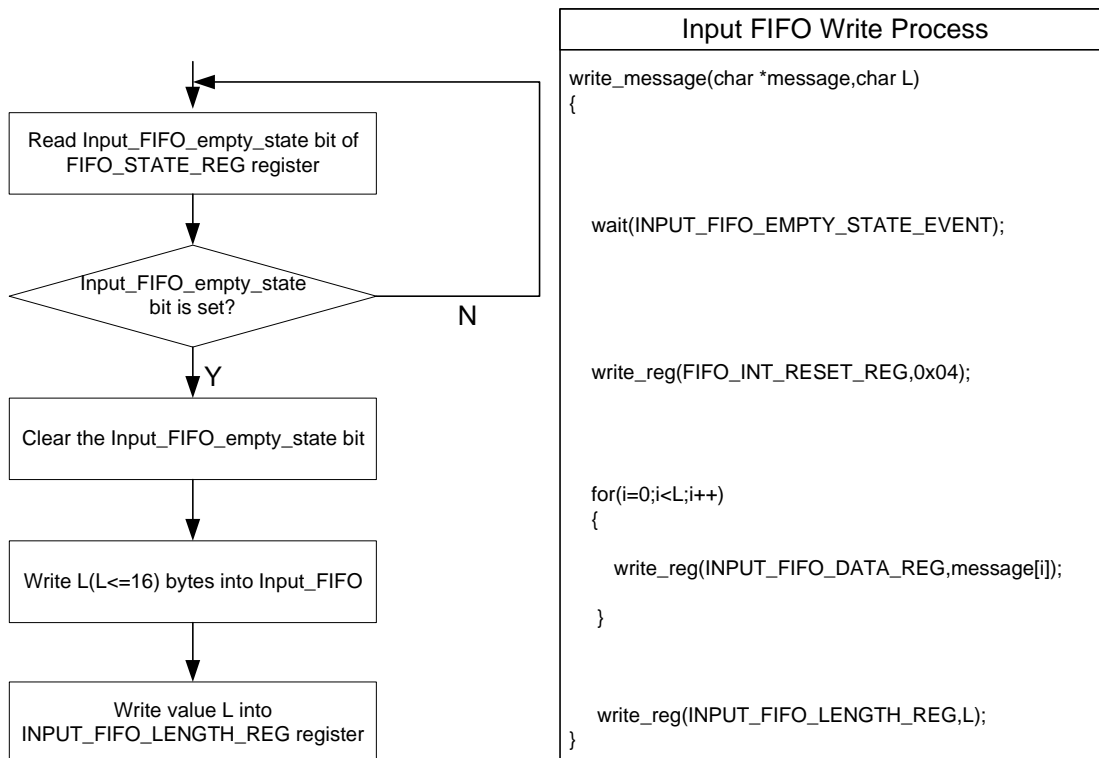 Read Input_FIFO_empty_state bit of
FIFO_STATE_REG register
Input_FIFO_empty_state
bit is set?
N
Y
Clear the Input_FIFO_empty_state bit
Write L(L<=16) bytes into Input_FIFO
Write value L into
INPUT_FIFO_LENGTH_REG register
Input FIFO Write Process
write_message(char *message,char L)
{
wait(INPUT_FIFO_EMPTY_STATE_EVENT);
write_reg(FIFO_INT_RESET_REG,0x04);
for(i=0;i<L;i++)
{
write_reg(INPUT_FIFO_DATA_REG,message[i]);
}
write_reg(INPUT_FIFO_LENGTH_REG,L);
}